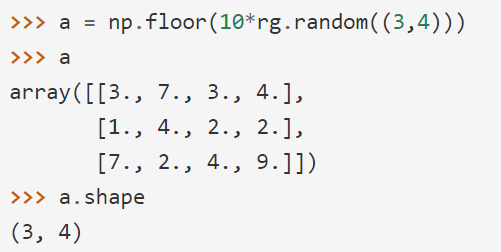 >>> a = np.floor(10*rg.random((3,4)))
>>> a
array([[3., 7., 3., 4.],
       [1., 4., 2., 2.],
       [7., 2., 4., 9.]])
>>> a.shape
(3, 4)